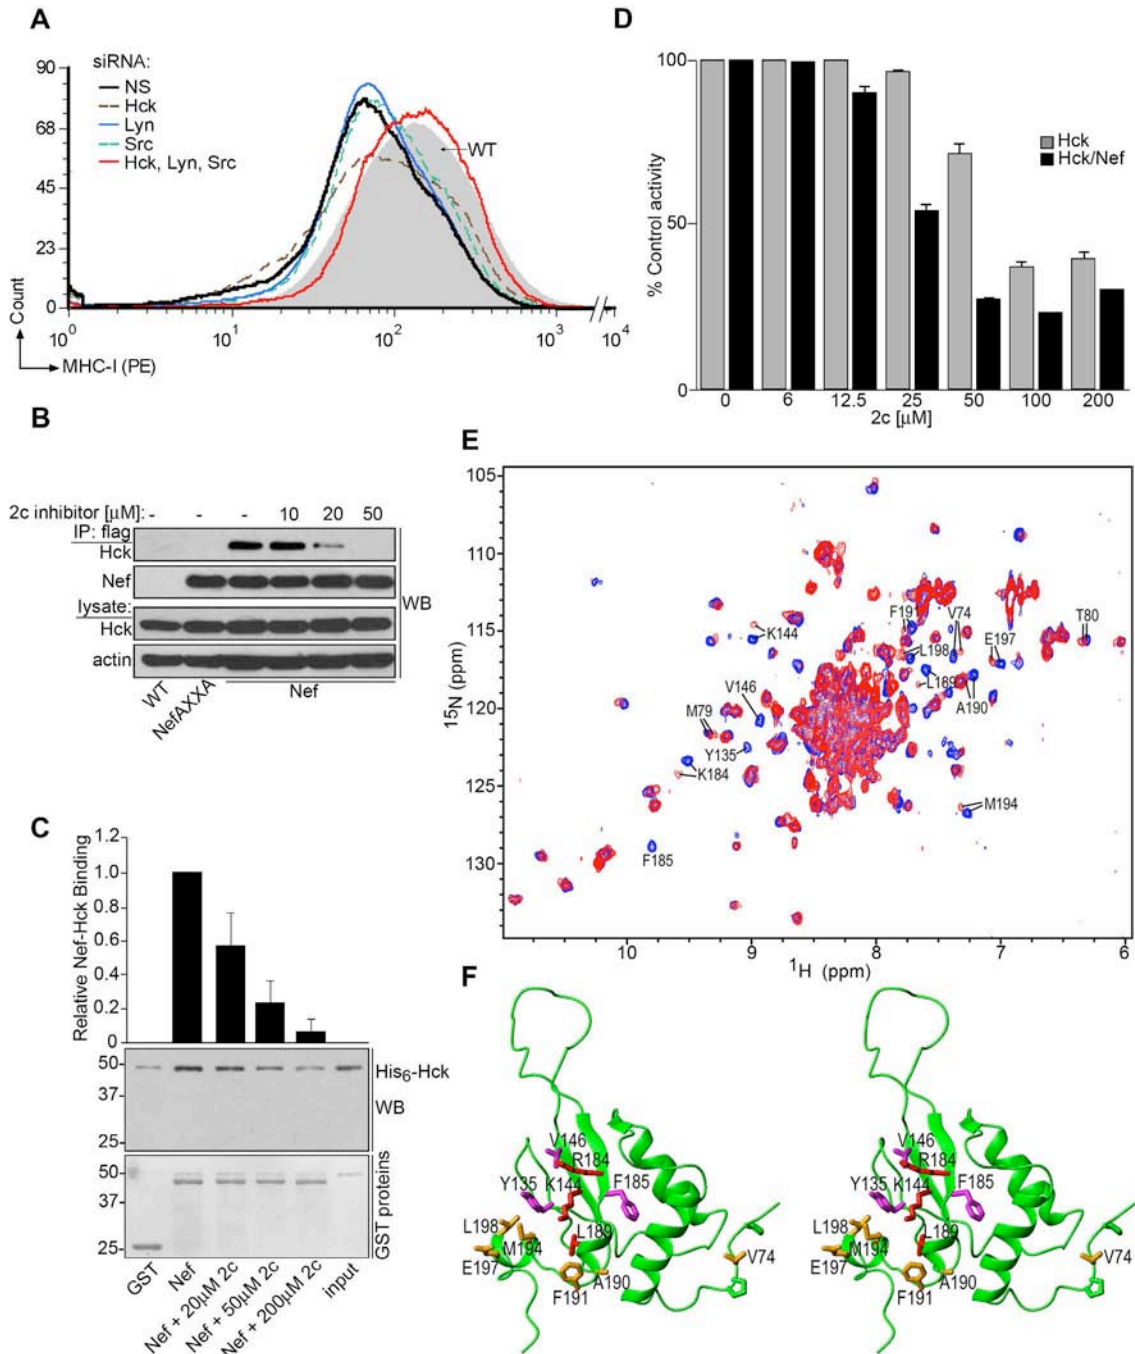 A
siRNA:
NS
Hck
Lyn
Src
Hck, Lyn, Src
WT
90
68
45
23
0
Count
10^0
10^1
10^2
10^3
10^4
MHC-I (PE)
B
2c inhibitor [μM]: - - - 10 20 50
IP: flag
Hck
Nef
lysate:
Hck
actin
WB
WT
NefAXXA
Nef
C
Relative Nef-Hck Binding
1.2
1.0
0.8
0.6
0.4
0.2
0
50
37
25
His6-Hck
WB
50
37
25
GST proteins
GST
Nef
Nef + 20μM 2c
Nef + 50μM 2c
Nef + 200μM 2c
input
D
% Control activity
100
50
0
Hck
Hck/Nef
0 6 12.5 25 50 100 200
2c [μM]
E
105
110
115
120
125
130
15N (ppm)
K144
F191
V74
T80
L198
E197
L189
V146
A190
M79
Y135
K184
M194
F185
10 9 8 7 6
1H (ppm)
F
V146
R184
Y135 K144 F185
L198
L189
M194
E197
A190
F191
V74
V146
R184
Y135 K144 F185
L198
L189
M194
E197
A190
F191
V74